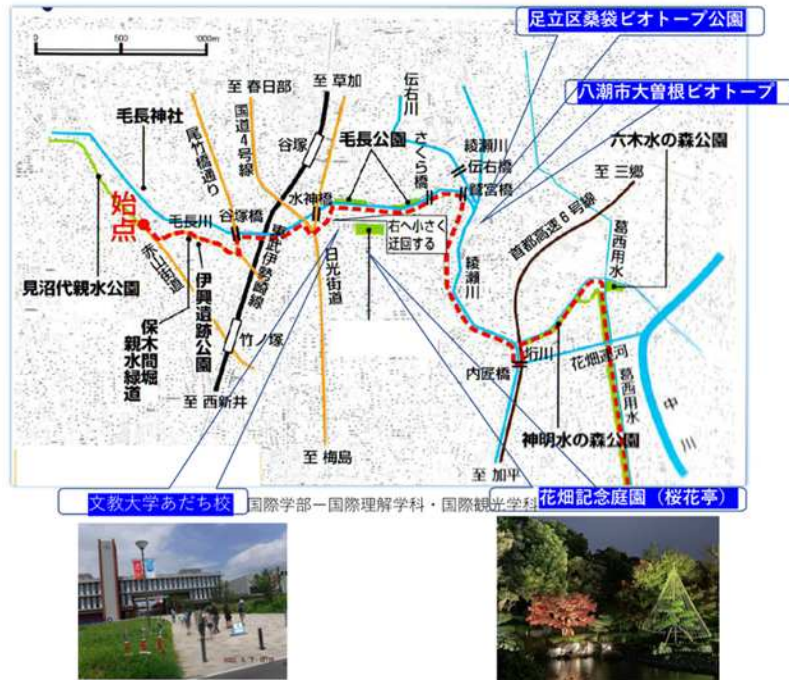 足立区桑袋ビオトープ公園
八潮市大曽根ビオトープ
0
500
1000m
至 春日部
至 草加
伝右川
毛長神社
尾竹橋通り
国道4号線
谷塚
毛長公園
さくら橋
綾瀬川
伝右橋
鷲宮橋
六木水の森公園
至 三郷
水神橋
始点
毛長川
谷塚橋
右へ小さく
迂回する
首都高速6号線
葛西用水
赤山街道
東武伊勢崎線
日光街道
綾瀬川
見沼代親水公園
伊興遺跡公園
保木間堀
親水緑道
竹ノ塚
内匠橋
垳川
花畑運河
葛西用水
中川
至 西新井
神明水の森公園
至 梅島
至 加平
文教大学あだち校
国際学部ー国際理解学科・国際観光学科
花畑記念庭園（桜花亭）